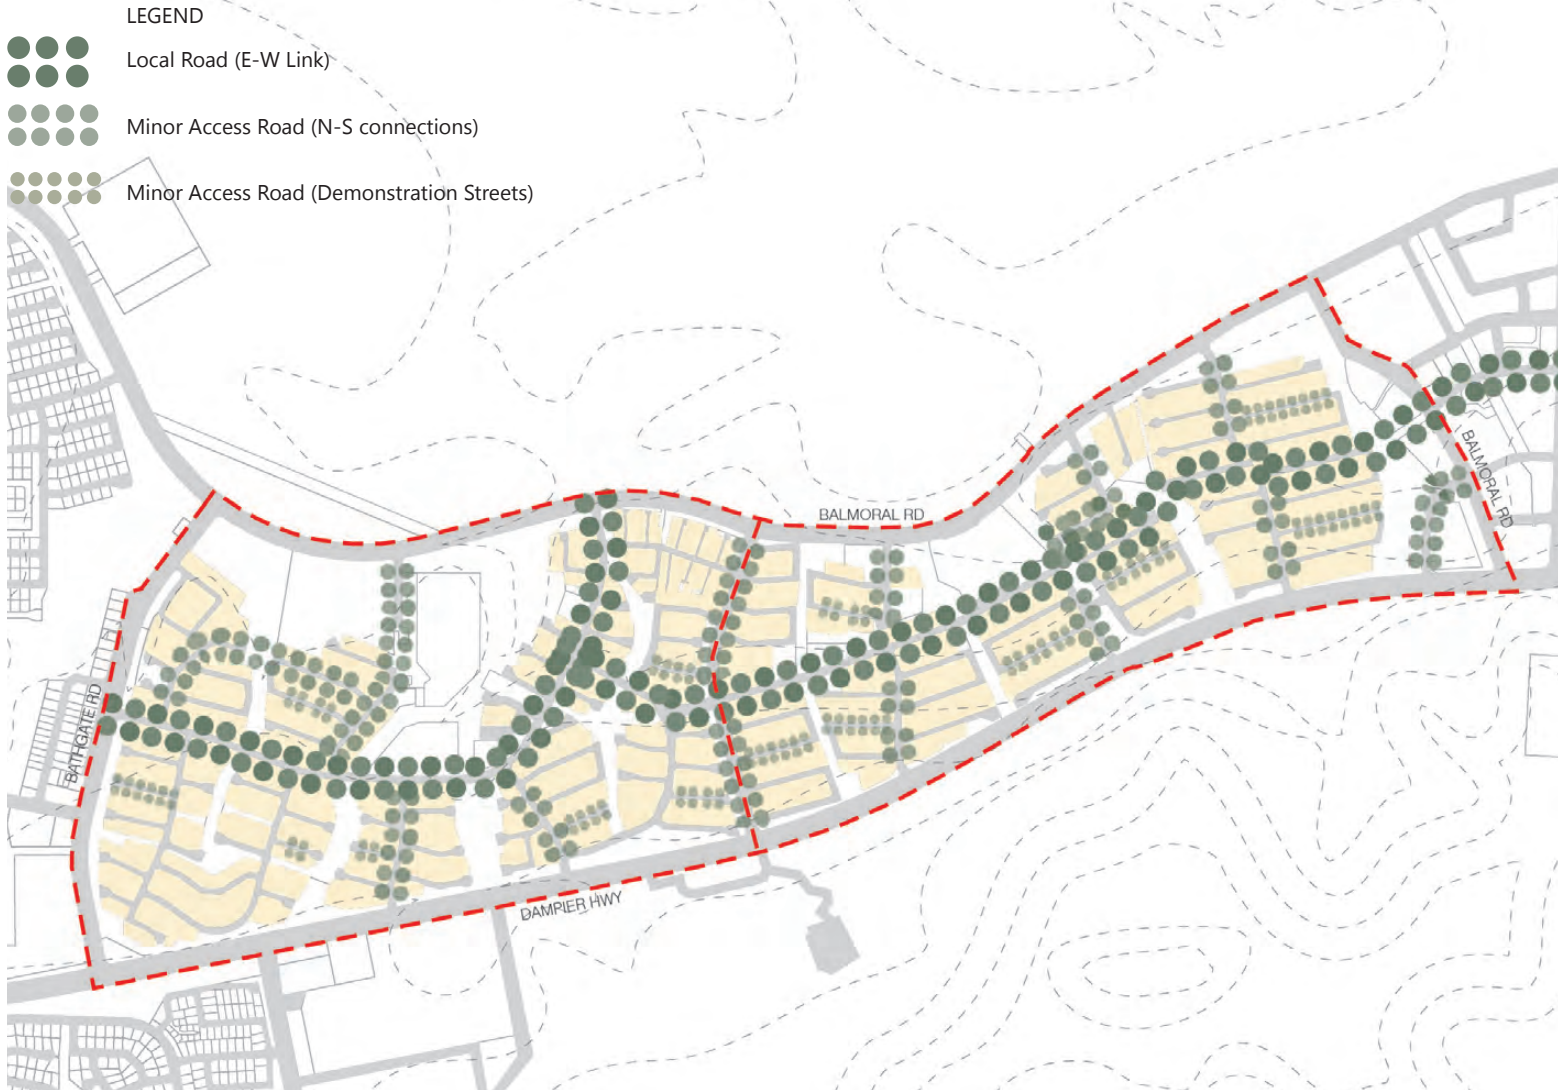 LEGEND
Local Road (E-W Link)
Minor Access Road (N-S connections)
Minor Access Road (Demonstration Streets)
BALMORAL RD
BALMORAL RD
BATHGATE RD
DAMPIER HWY